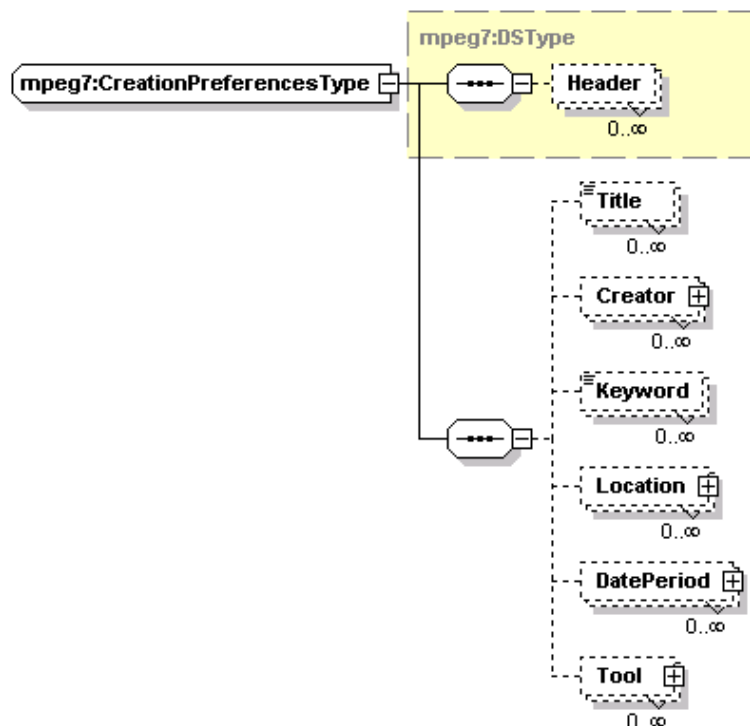 mpeg7:DSType
mpeg7:CreationPreferencesType
Header
0..∞
Title
0..∞
Creator
0..∞
Keyword
0..∞
Location
0..∞
DatePeriod
0..∞
Tool
0..∞